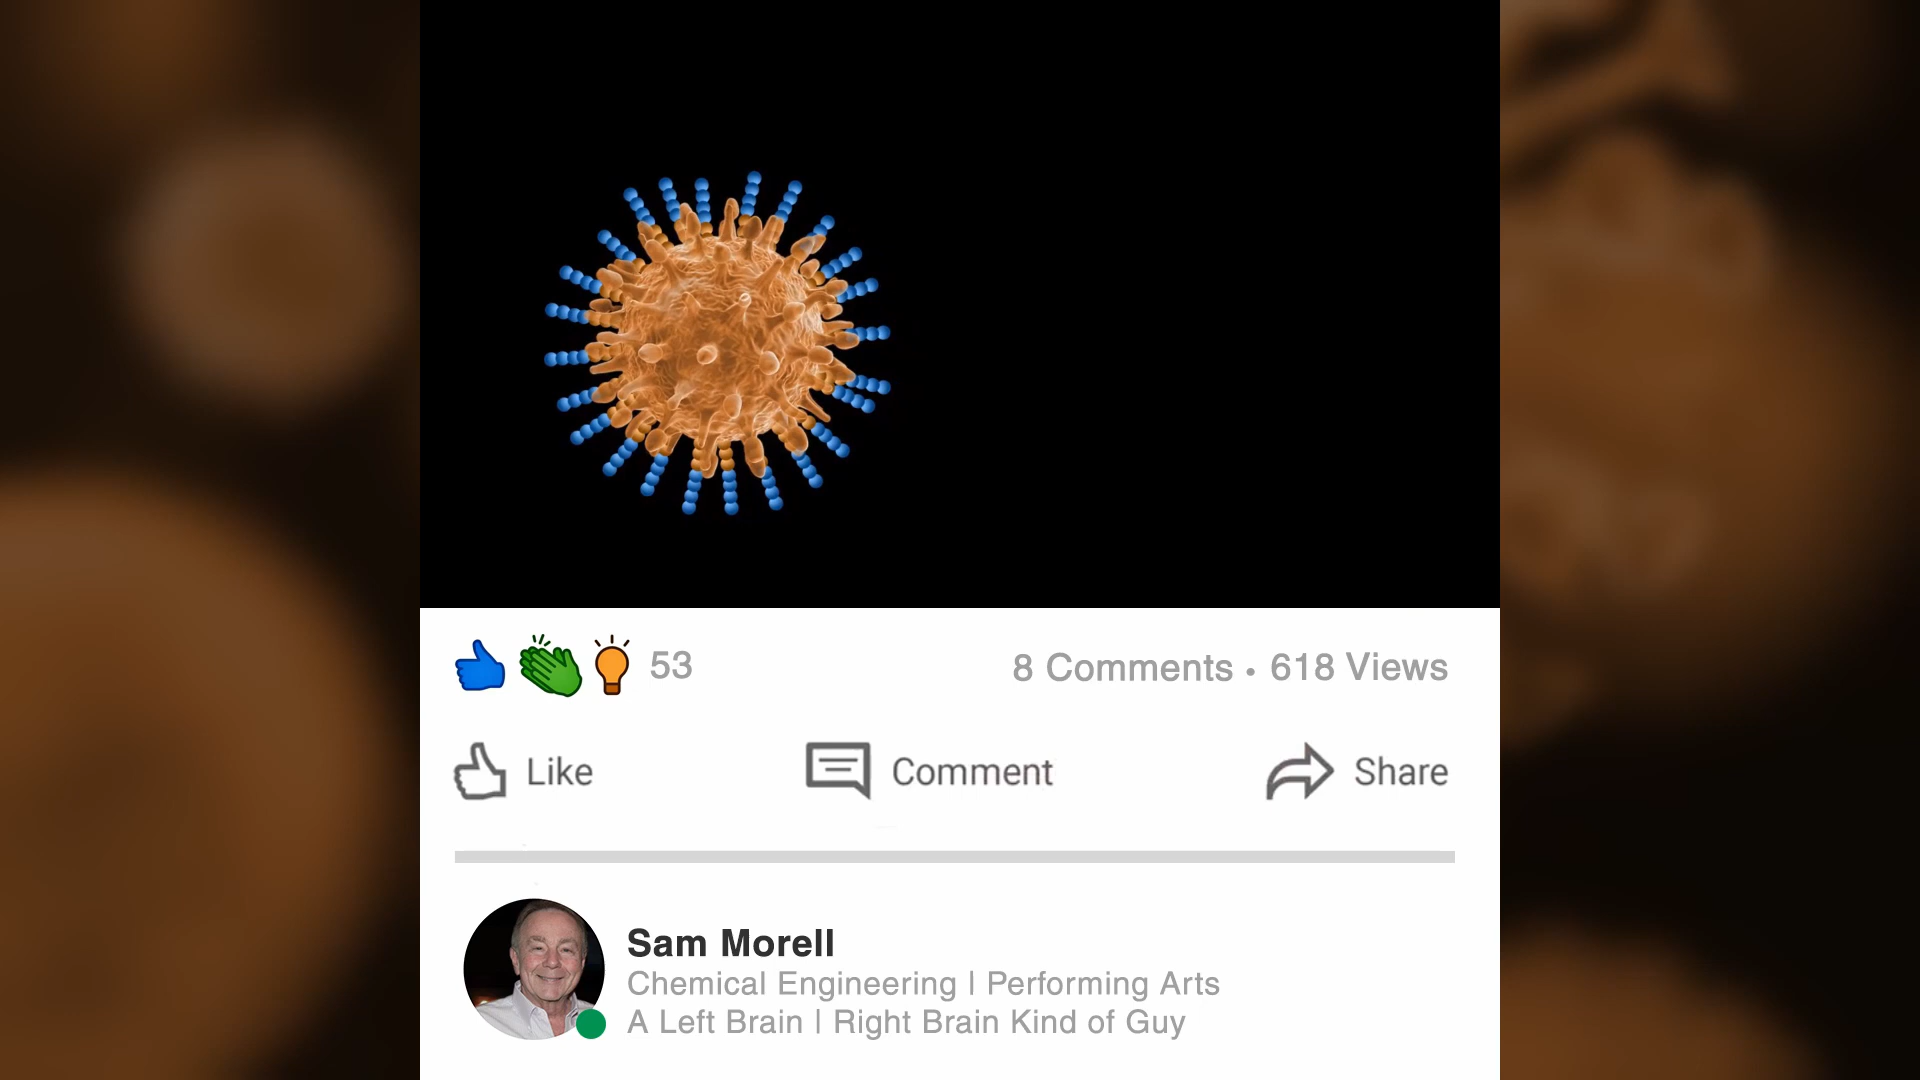 53
8 Comments • 618 Views
Like
Comment
Share
Sam Morell
Chemical Engineering | Performing Arts
A Left Brain | Right Brain Kind of Guy